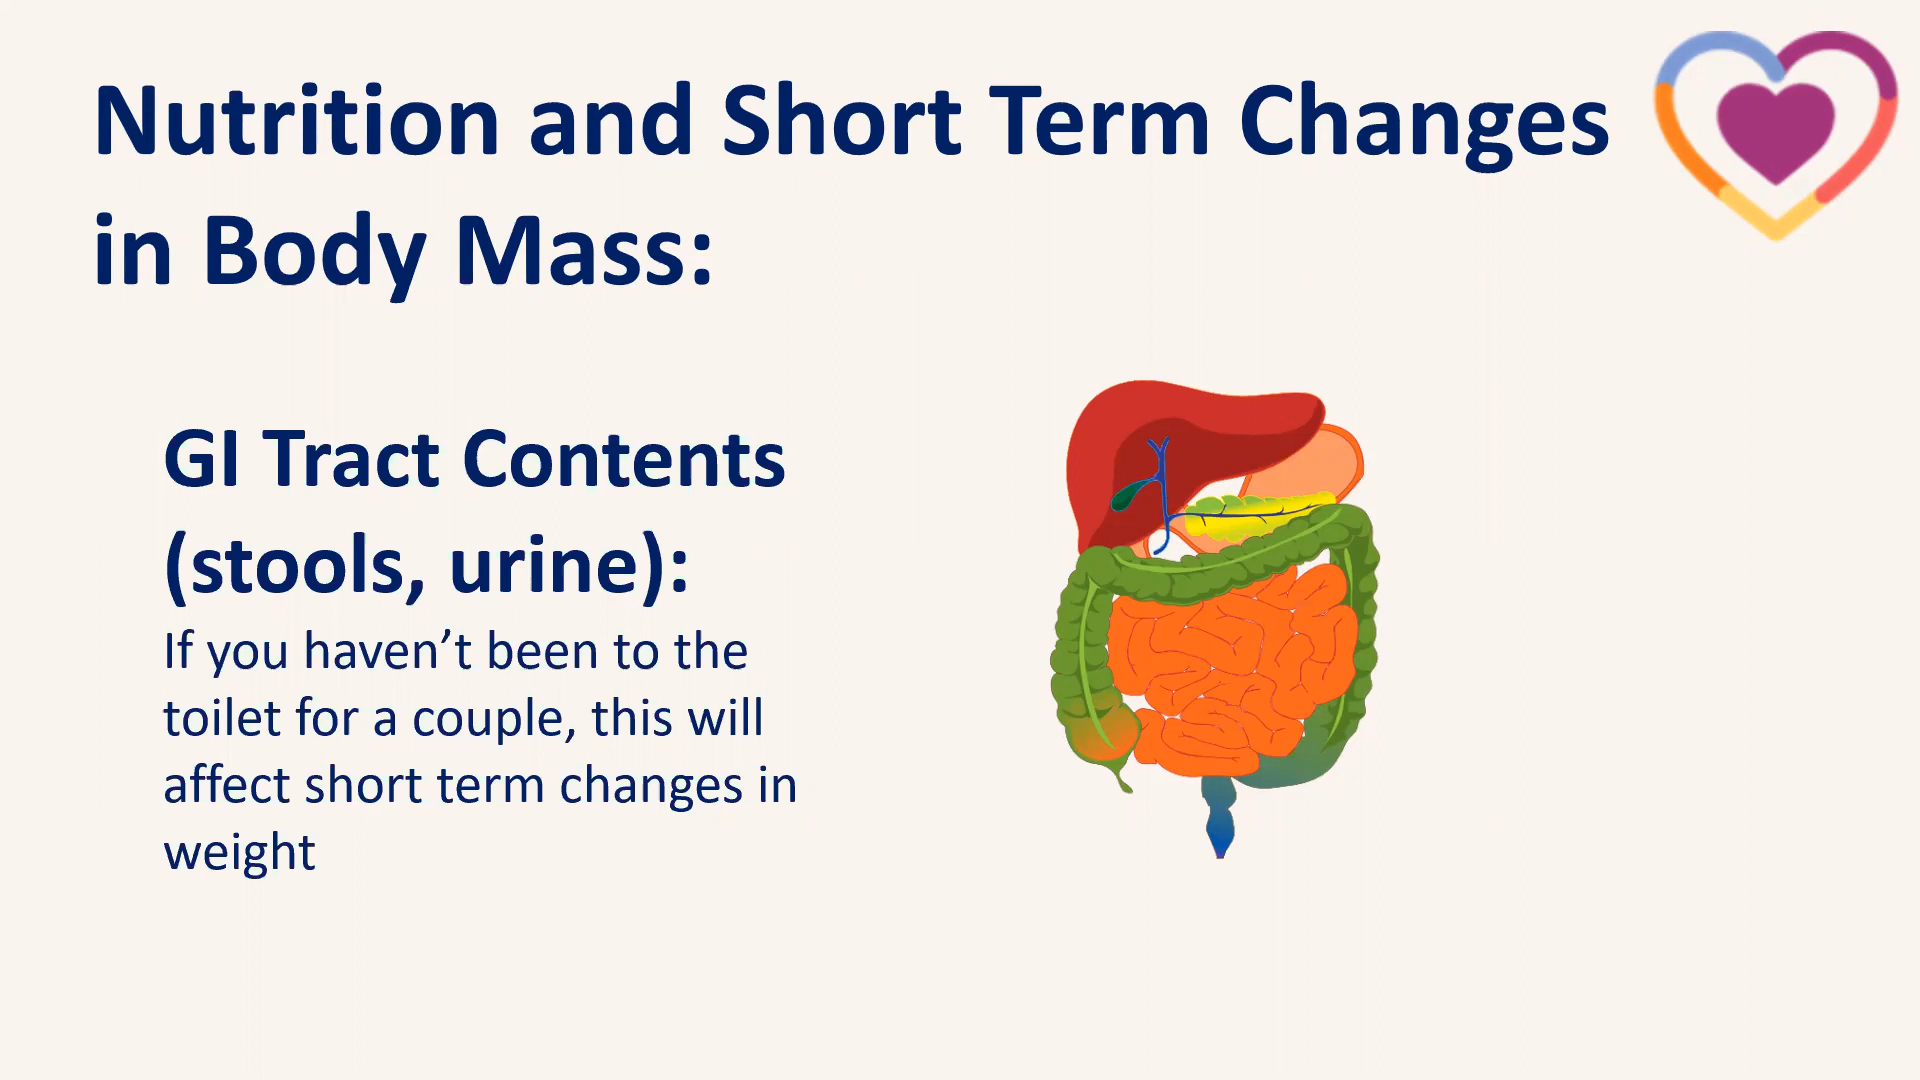 Nutrition and Short Term Changes
in Body Mass:
GI Tract Contents
(stools, urine):
If you haven’t been to the
toilet for a couple, this will
affect short term changes in
weight